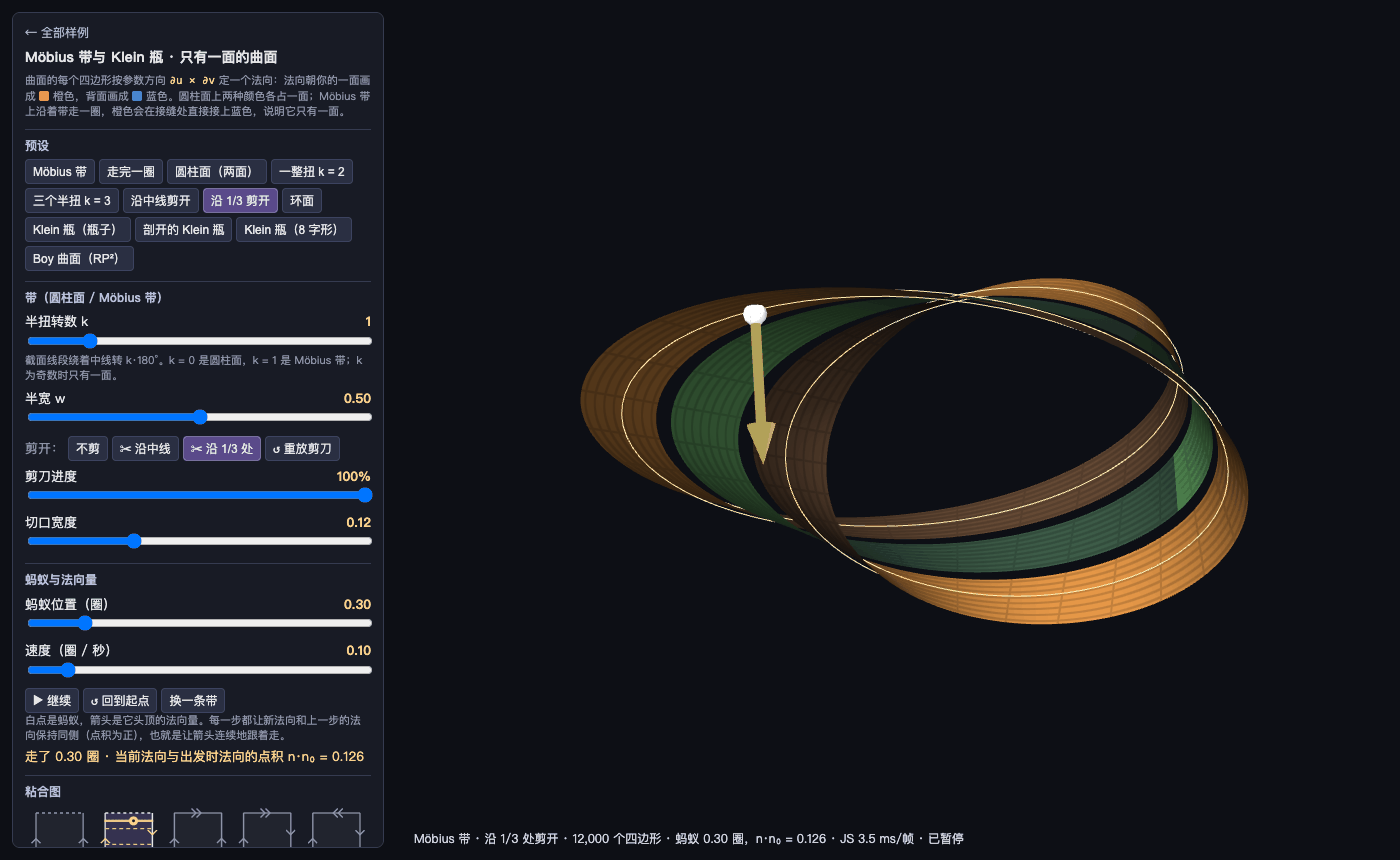 ← 全部样例
Möbius 带与 Klein 瓶 · 只有一面的曲面
曲面的每个四边形按参数方向 ∂u × ∂v 定一个法向：法向朝你的一面画
成 橙色，背面画成 蓝色。圆柱面上两种颜色各占一面；Möbius 带
上沿着带走一圈，橙色会在接缝处直接接上蓝色，说明它只有一面。
预设
Möbius 带 走完一圈 圆柱面（两面） 一整扭 k = 2
三个半扭 k = 3 沿中线剪开 沿 1/3 剪开 环面
Klein 瓶（瓶子） 剖开的 Klein 瓶 Klein 瓶（8 字形）
Boy 曲面（RP²）
带（圆柱面 / Möbius 带）
半扭转数 k 1
截面线段绕着中线转 k·180°。k = 0 是圆柱面，k = 1 是 Möbius 带；k
为奇数时只有一面。
半宽 w 0.50
剪开： 不剪 ✂ 沿中线 ✂ 沿 1/3 处 ↺ 重放剪刀
剪刀进度 100%
切口宽度 0.12
蚂蚁与法向量
蚂蚁位置（圈） 0.30
速度（圈 / 秒） 0.10
▶ 继续 ↺ 回到起点 换一条带
白点是蚂蚁，箭头是它头顶的法向量。每一步都让新法向和上一步的法
向保持同侧（点积为正），也就是让箭头连续地跟着走。
走了 0.30 圈 · 当前法向与出发时法向的点积 n·n₀ = 0.126
粘合图
Möbius 带 · 沿 1/3 处剪开 · 12,000 个四边形 · 蚂蚁 0.30 圈，n·n₀ = 0.126 · JS 3.5 ms/帧 · 已暂停